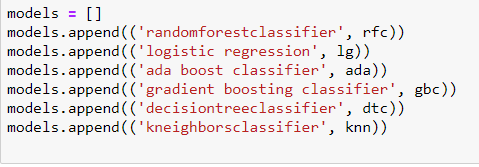 models = []
models.append(('randomforestclassifier', rfc))
models.append(('logistic regression', lg))
models.append(('ada boost classifier', ada))
models.append(('gradient boosting classifier', gbc))
models.append(('decisiontreeclassifier', dtc))
models.append(('kneighborsclassifier', knn))